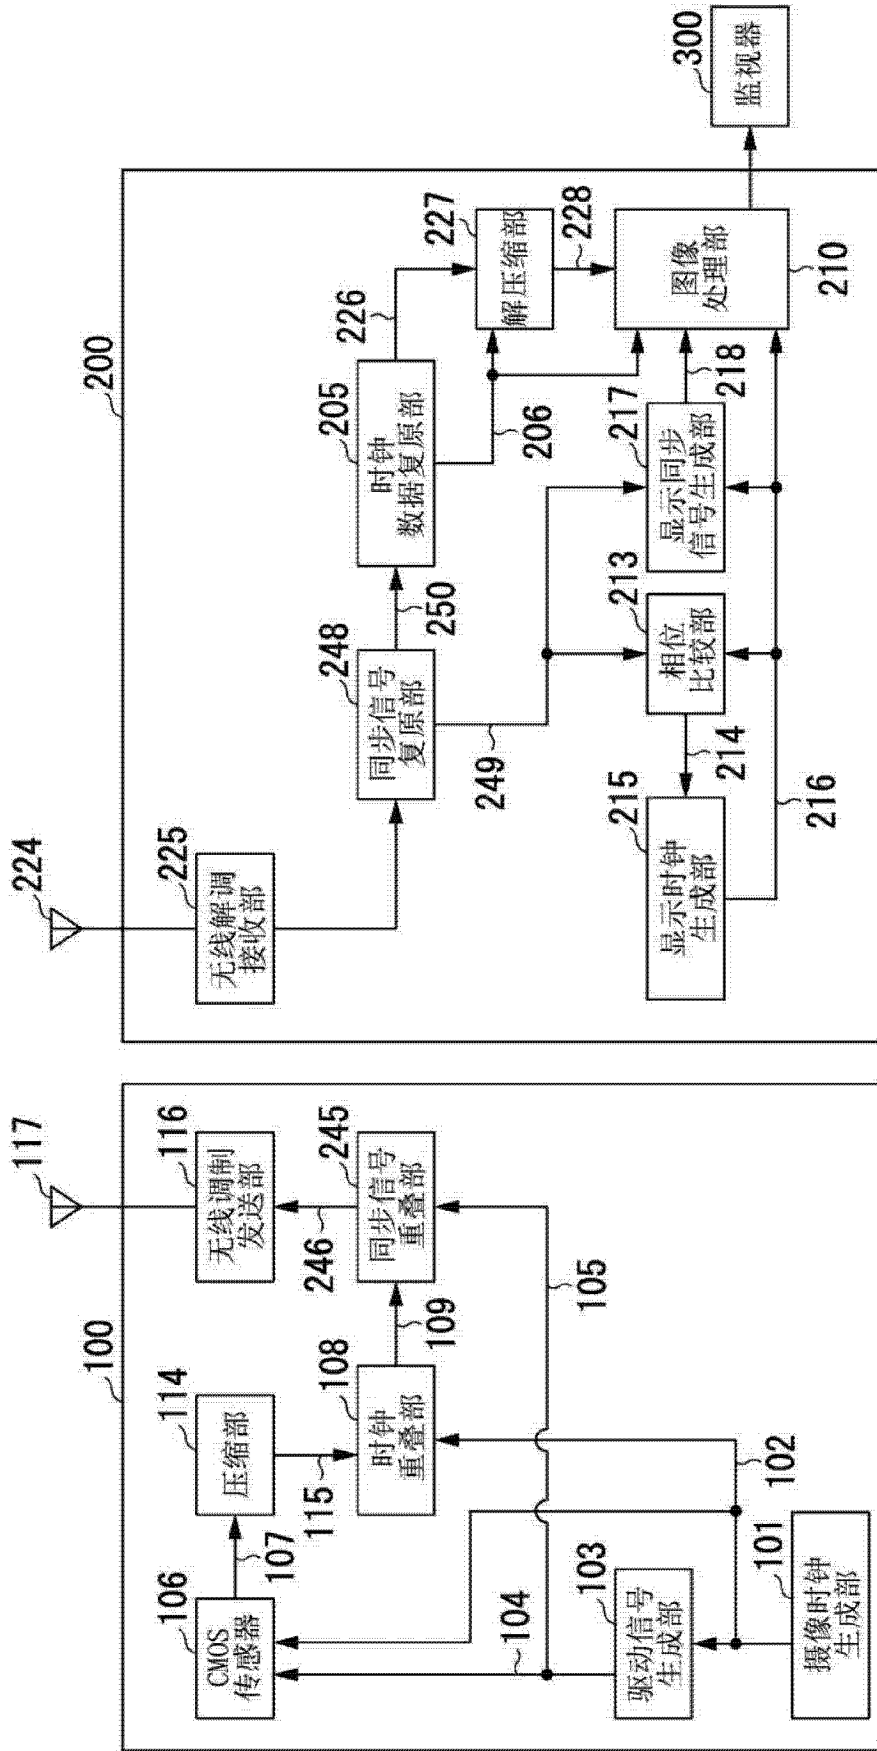 100
117
106
CMOS
传感器
107
114
压缩部
116
无线调制
发送部
115
108
时钟
重叠部
109
246
245
同步信号
重叠部
104
105
103
驱动信号
生成部
102
101
摄像时钟
生成部
200
224
225
无线解调
接收部
248
同步信号
复原部
250
205
时钟
数据复原部
226
227
解压缩部
249
206
228
215
显示时钟
生成部
214
213
相位
比较部
217
显示同步
信号生成部
218
图像
处理部
210
216
300
监视器